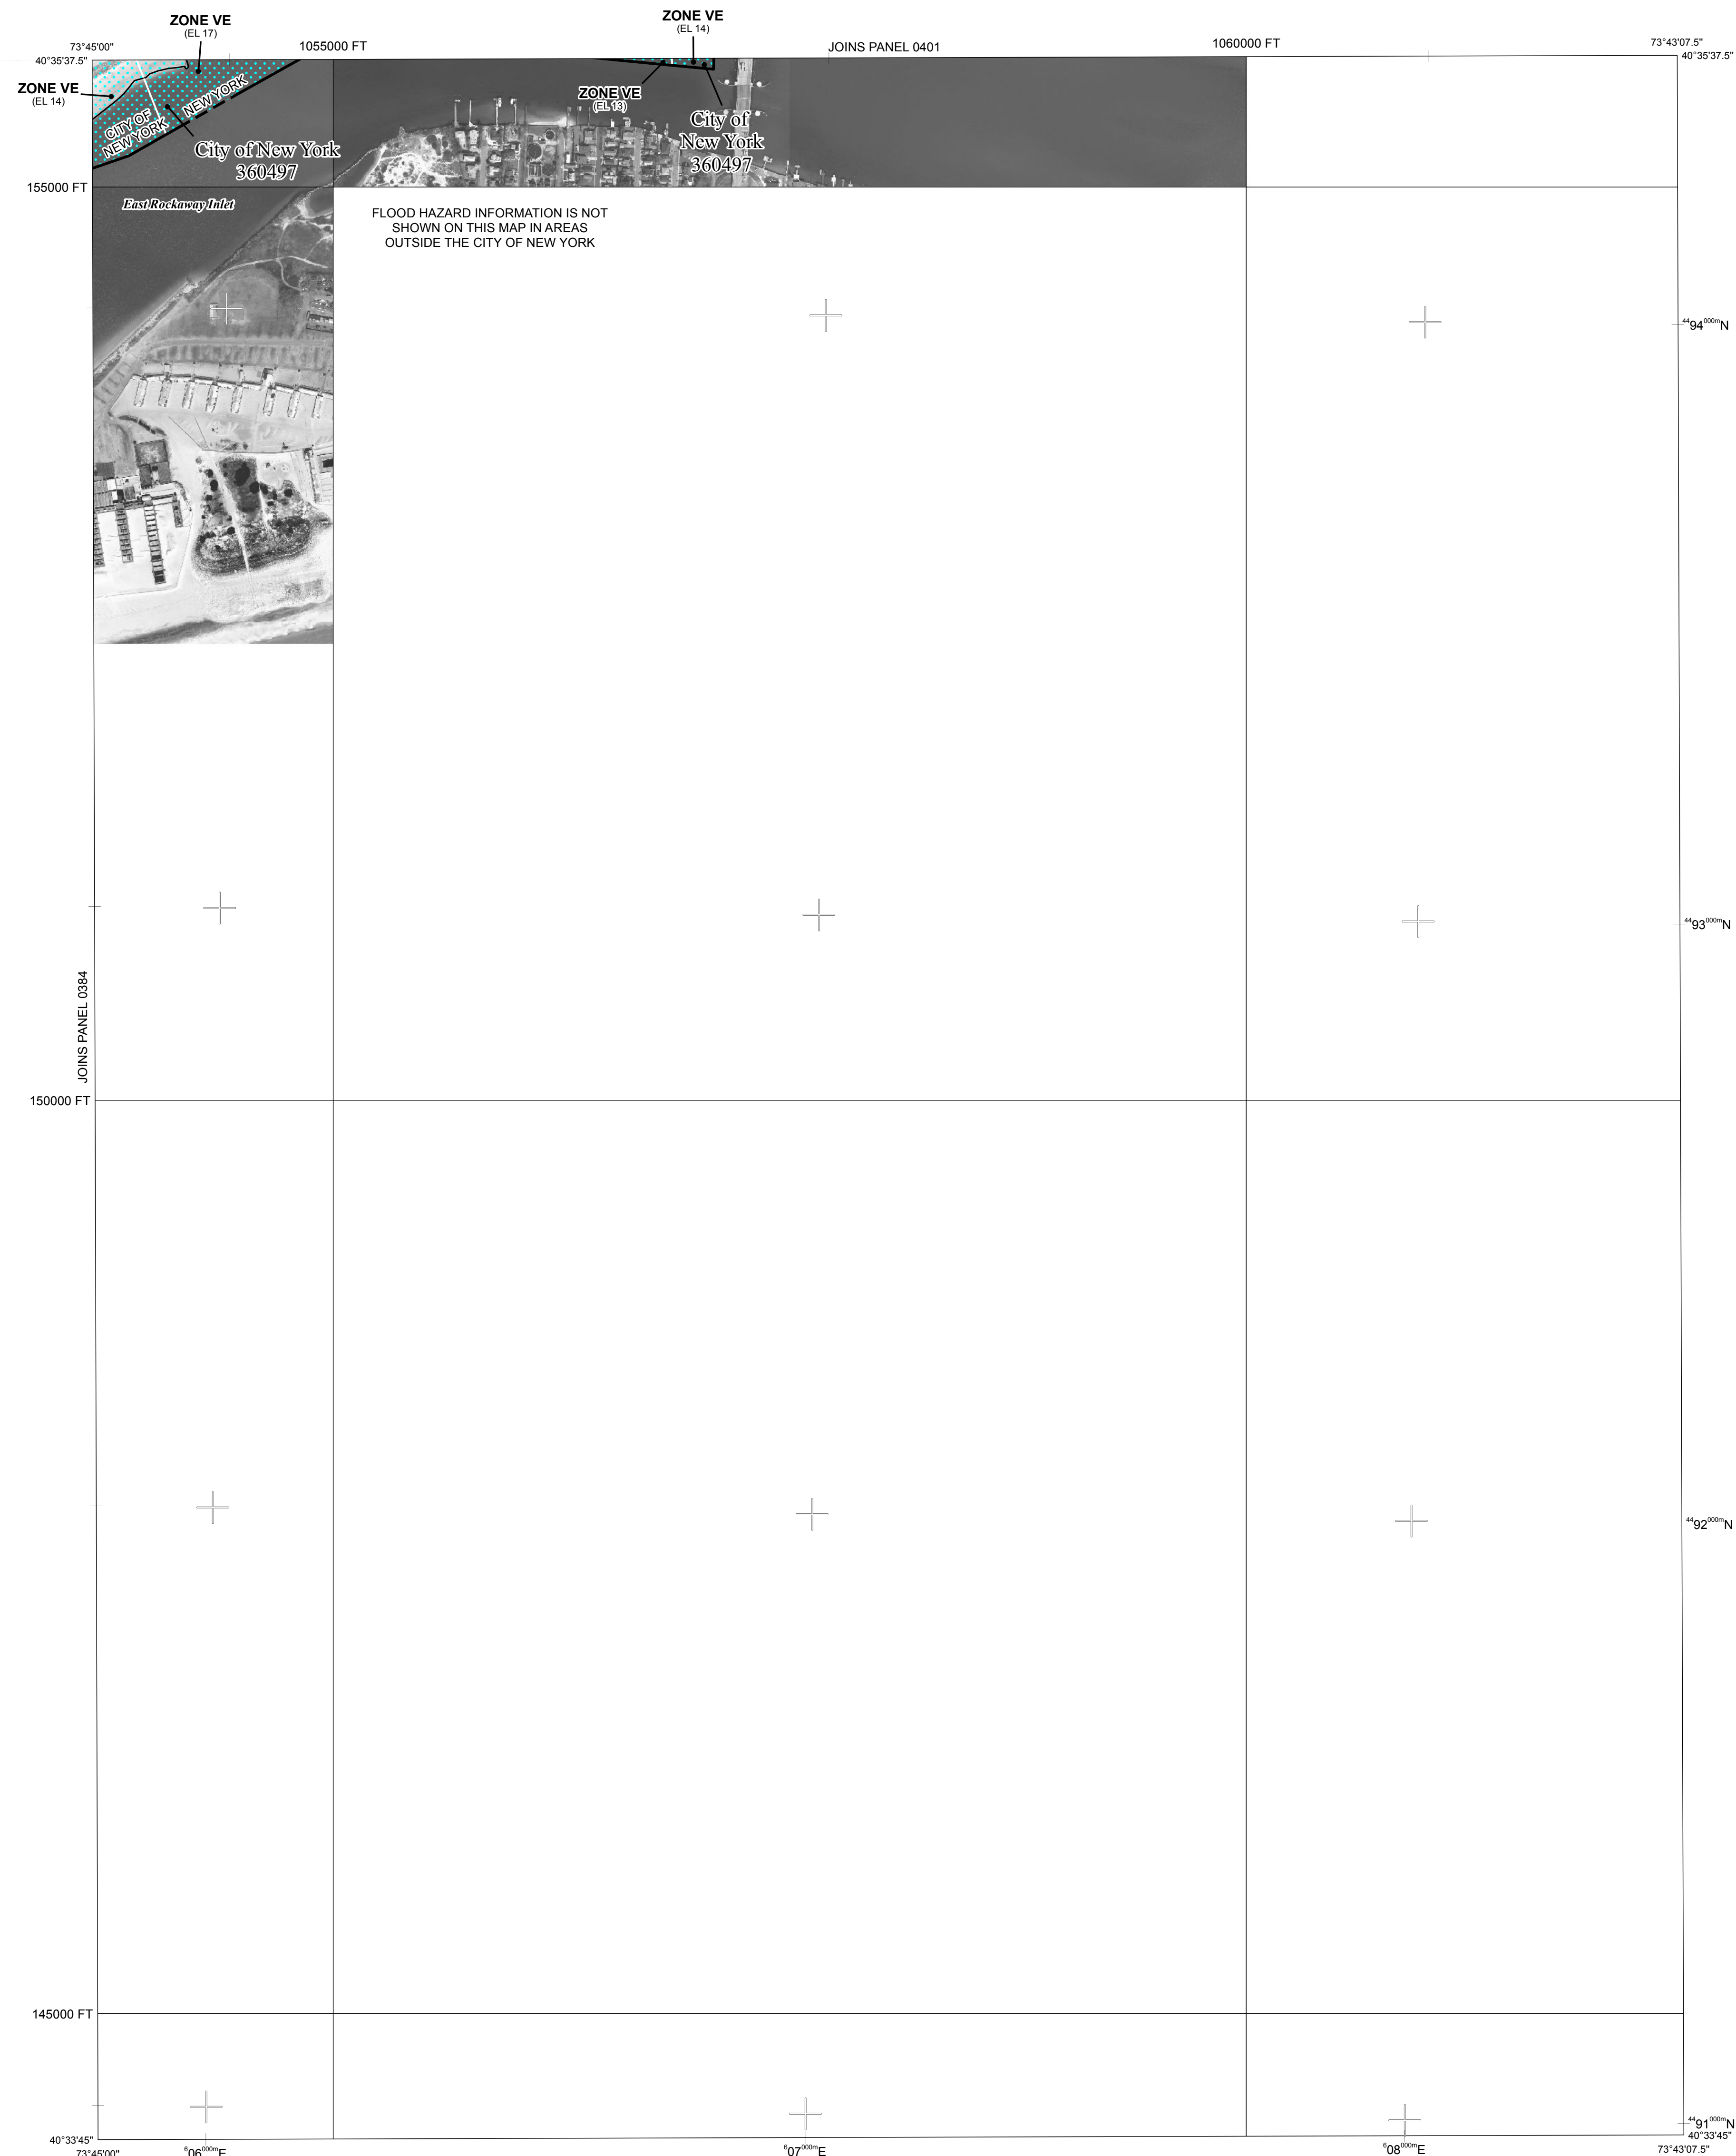 ZONE VE
(EL 17)
ZONE VE
(EL 14)
73°45'00"
1055000 FT
JOINS PANEL 0401
1060000 FT
73°43'07.5"
40°35'37.5"
40°35'37.5"
ZONE VE
(EL 14)
CITY OF
NEW YORK
NEW YORK
ZONE VE
(EL 13)
City of New York
360497
City of
New York
360497
155000 FT
East Rockaway Inlet
FLOOD HAZARD INFORMATION IS NOT
SHOWN ON THIS MAP IN AREAS
OUTSIDE THE CITY OF NEW YORK
4494000mN
4493000mN
JOINS PANEL 0384
150000 FT
4492000mN
145000 FT
4491000mN
40°33'45"
40°33'45"
73°45'00"
606000mE
607000mE
608000mE
73°43'07.5"